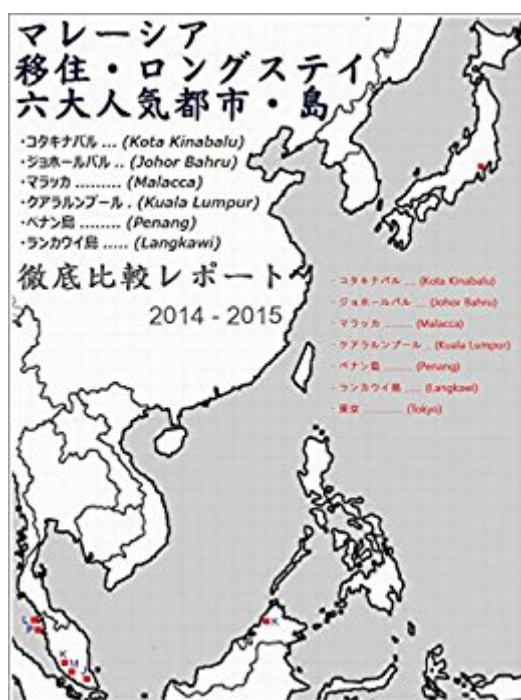 マレーシア
移住・ロングステイ
六大人気都市・島
・コタキナバル ... (Kota Kinabalu)
・ジョホールバル .. (Johor Bahru)
・マラッカ ......... (Malacca)
・クアラルンプール . (Kuala Lumpur)
・ペナン島 ........ (Penang)
・ランカウイ島 ..... (Langkawi)
徹底比較レポート
2014 - 2015
・コタキナバル .... (Kota Kinabalu)
・ジョホールバル ... (Johor Bahru)
・マラッカ .......... (Malacca)
・クアラルンプール .. (Kuala Lumpur)
・ペナン島 .......... (Penang)
・ランカウイ島 ..... (Langkawi)
・東京 .............. (Tokyo)
L
P
K
K
M
J